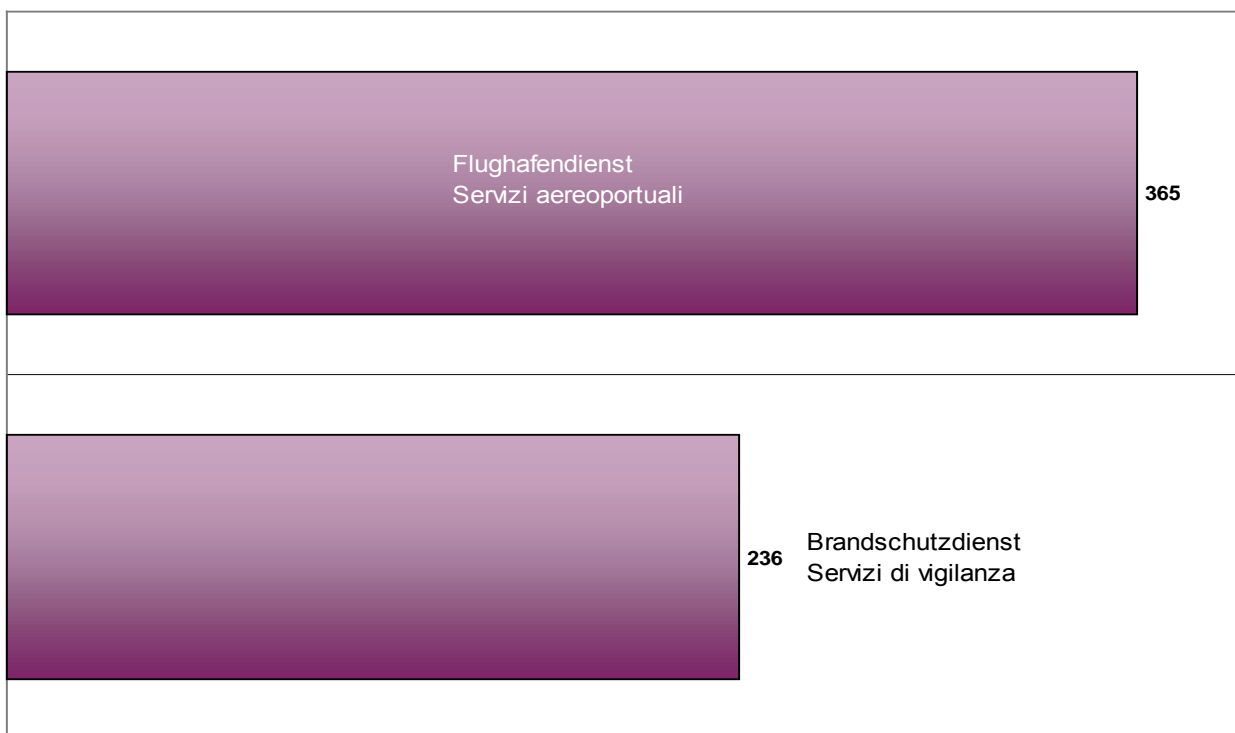 Flughafendienst
Servizi aereoportuali
365
236
Brandschutzdienst
Servizi di vigilanza